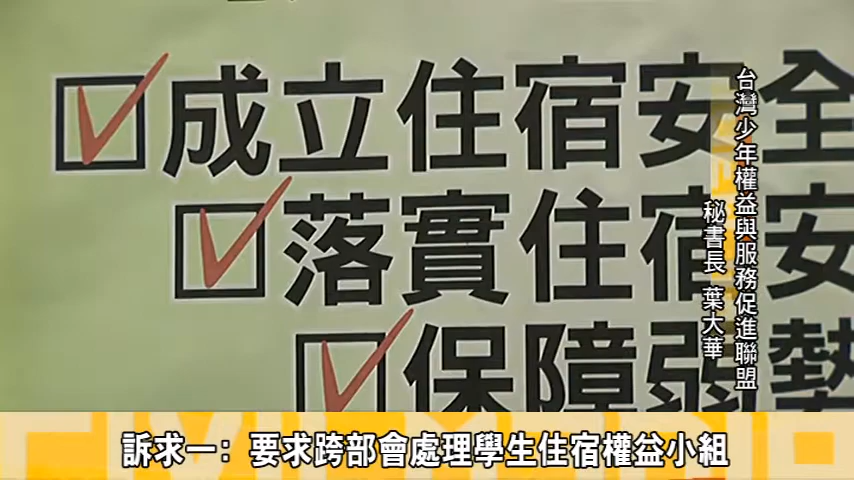 成立住宿安全
落實住宿安
保障弱勢
台灣少年權益與服務促進聯盟
秘書長 葉大華
訴求一：要求跨部會處理學生住宿權益小組